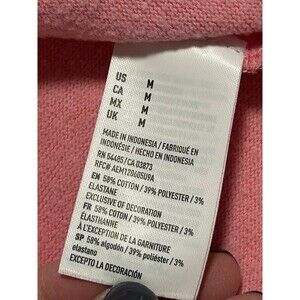 US M
CA M
MX M
UK M
MADE IN INDONESIA / FABRIQUÉ EN
INDONÉSIE / HECHO EN INDONESIA
RN 54485/CA 03873
RFC# AEM1206056U9A
EN 58% COTTON / 39% POLYESTER / 3%
ELASTANE
EXCLUSIVE OF DECORATION
FR 58% COTON / 39% POLYESTER / 3%
ÉLASTHANNE
À L'EXCEPTION DE LA GARNITURE
SP 58% algodón / 39% poliéster / 3%
elastano
EXCEPTO LA DECORACIÓN